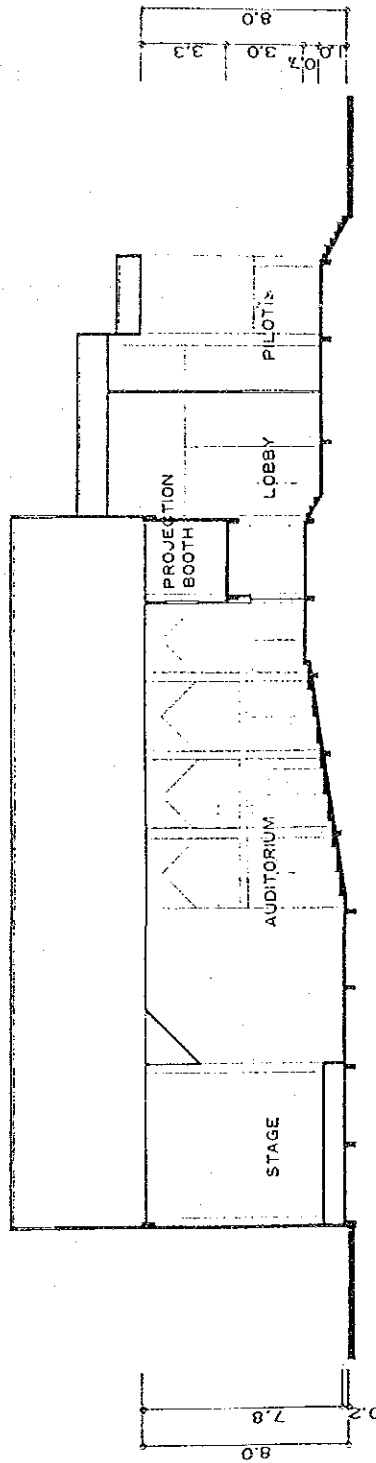 8.0
3.3
3.0
0.7
1.0
PILOTIS
LOBBY
PROJECTION
BOOTH
AUDITORIUM
STAGE
0.2
7.8
8.0